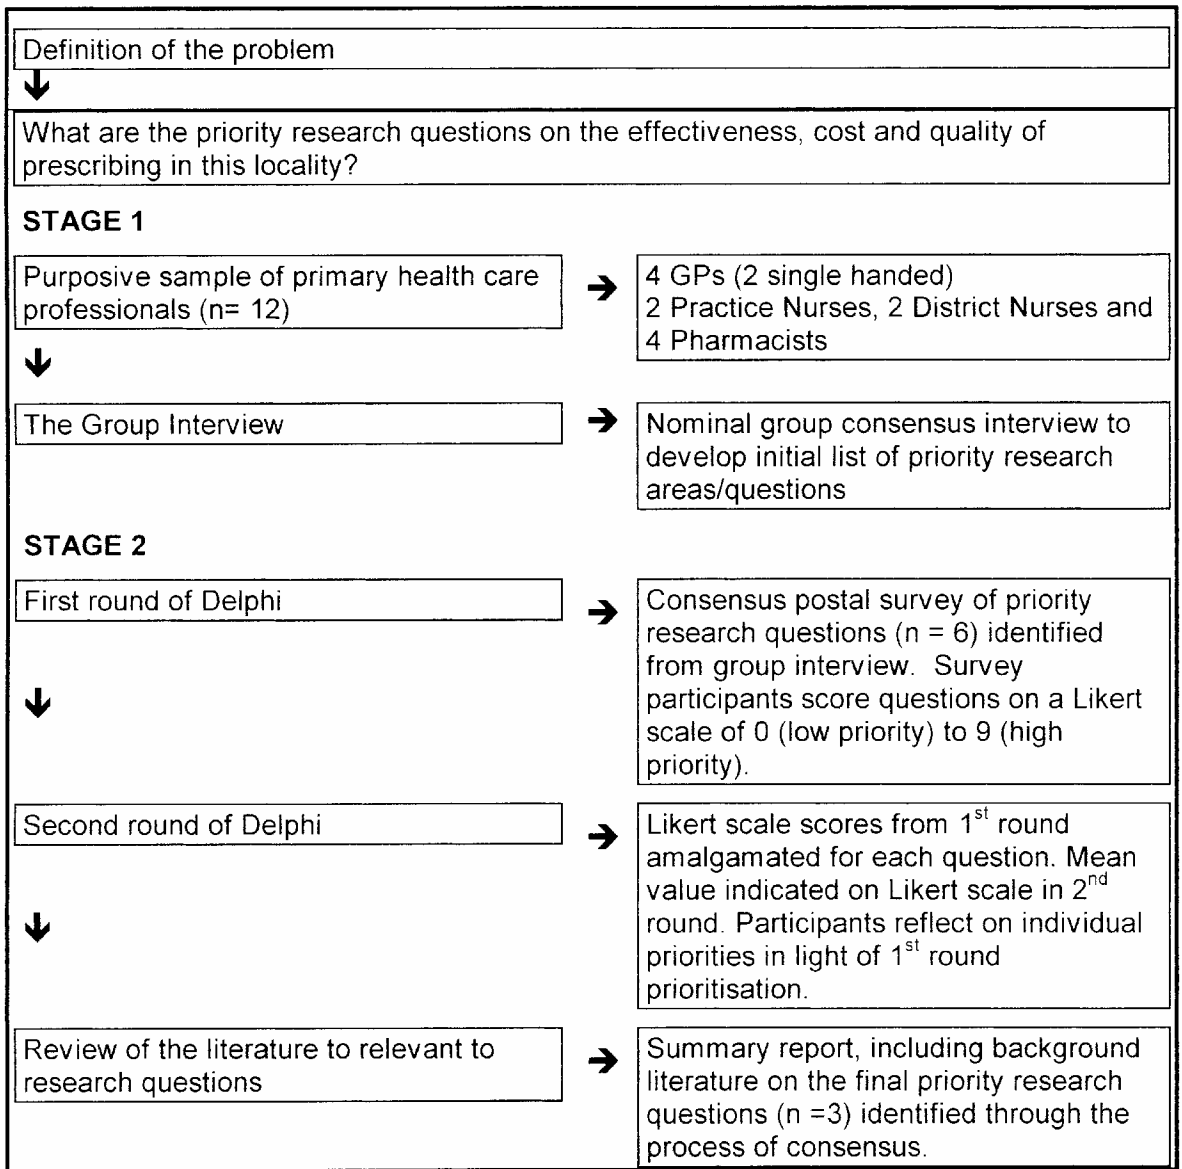 Definition of the problem
What are the priority research questions on the effectiveness, cost and quality of
prescribing in this locality?
STAGE 1
Purposive sample of primary health care
professionals (n= 12)
4 GPs (2 single handed)
2 Practice Nurses, 2 District Nurses and
4 Pharmacists
The Group Interview
Nominal group consensus interview to
develop initial list of priority research
areas/questions
STAGE 2
First round of Delphi
Consensus postal survey of priority
research questions (n = 6) identified
from group interview.  Survey
participants score questions on a Likert
scale of 0 (low priority) to 9 (high
priority).
Second round of Delphi
Likert scale scores from 1st round
amalgamated for each question. Mean
value indicated on Likert scale in 2nd
round. Participants reflect on individual
priorities in light of 1st round
prioritisation.
Review of the literature to relevant to
research questions
Summary report, including background
literature on the final priority research
questions (n =3) identified through the
process of consensus.